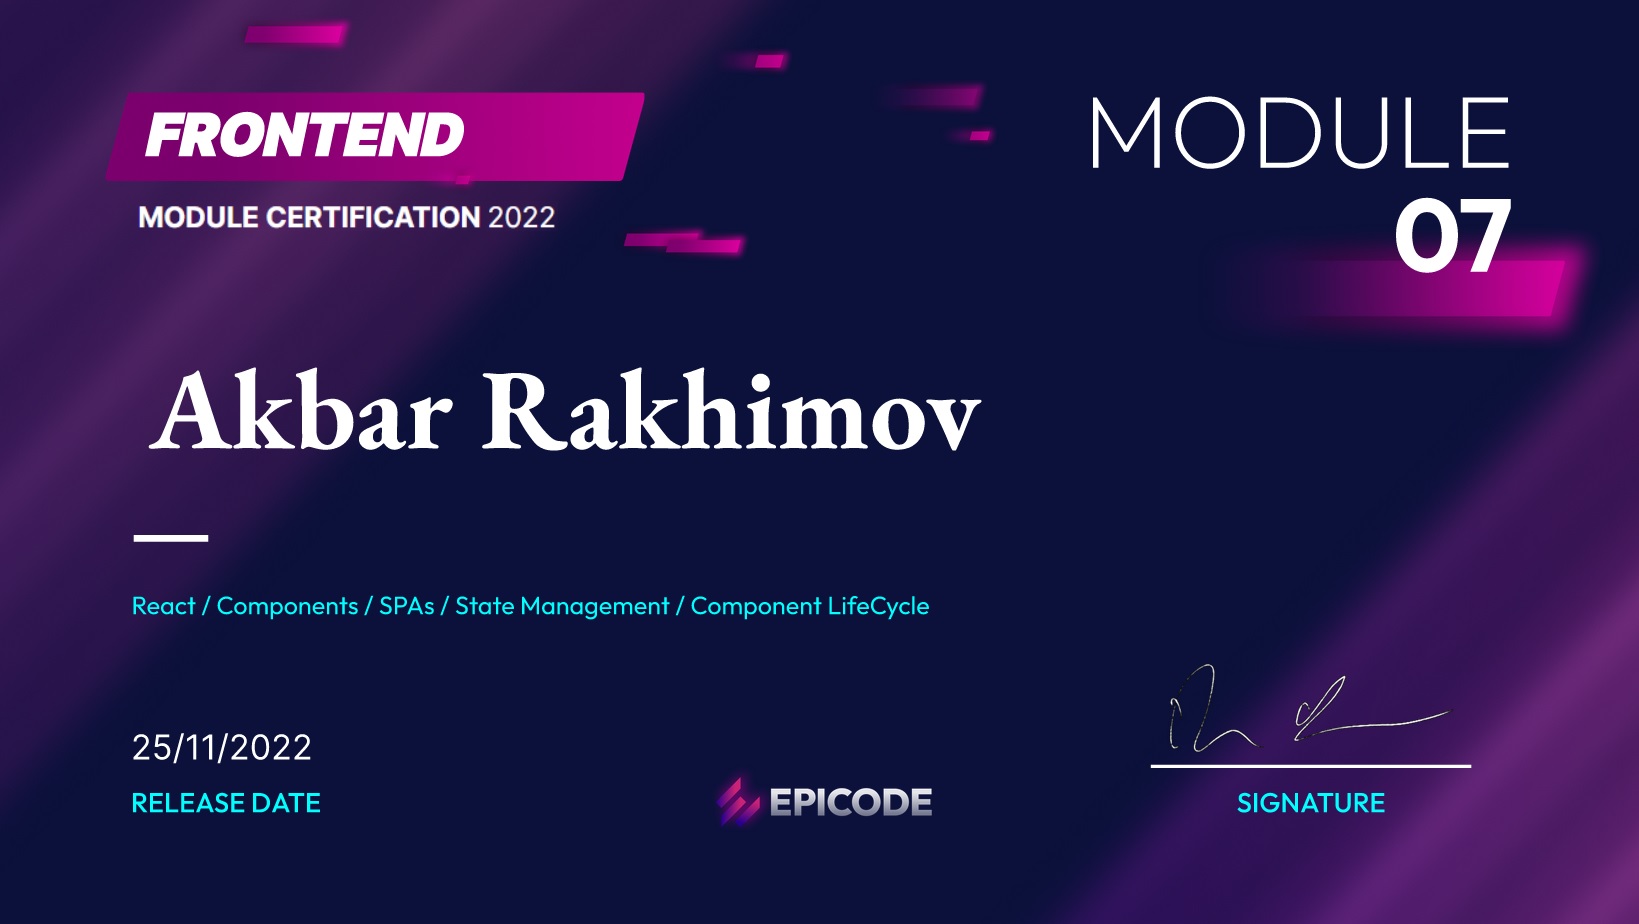 FRONTEND
MODULE CERTIFICATION 2022
MODULE
07
Akbar Rakhimov
React / Components / SPAs / State Management / Component LifeCycle
25/11/2022
RELEASE DATE
EPICODE
SIGNATURE